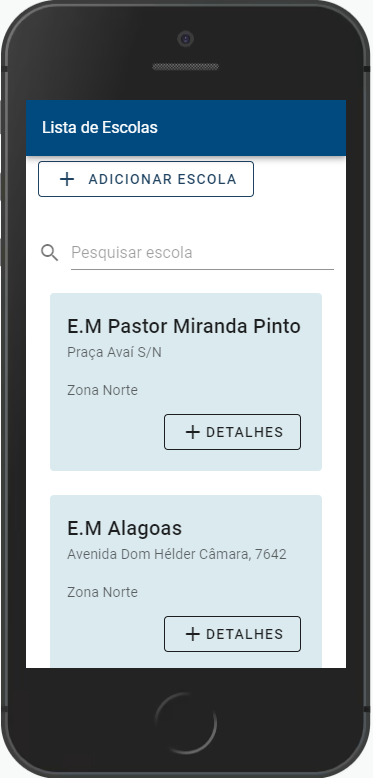 Lista de Escolas
ADICIONAR ESCOLA
Pesquisar escola
E.M Pastor Miranda Pinto
Praça Avaí S/N
Zona Norte
DETALHES
E.M Alagoas
Avenida Dom Hélder Câmara, 7642
Zona Norte
DETALHES